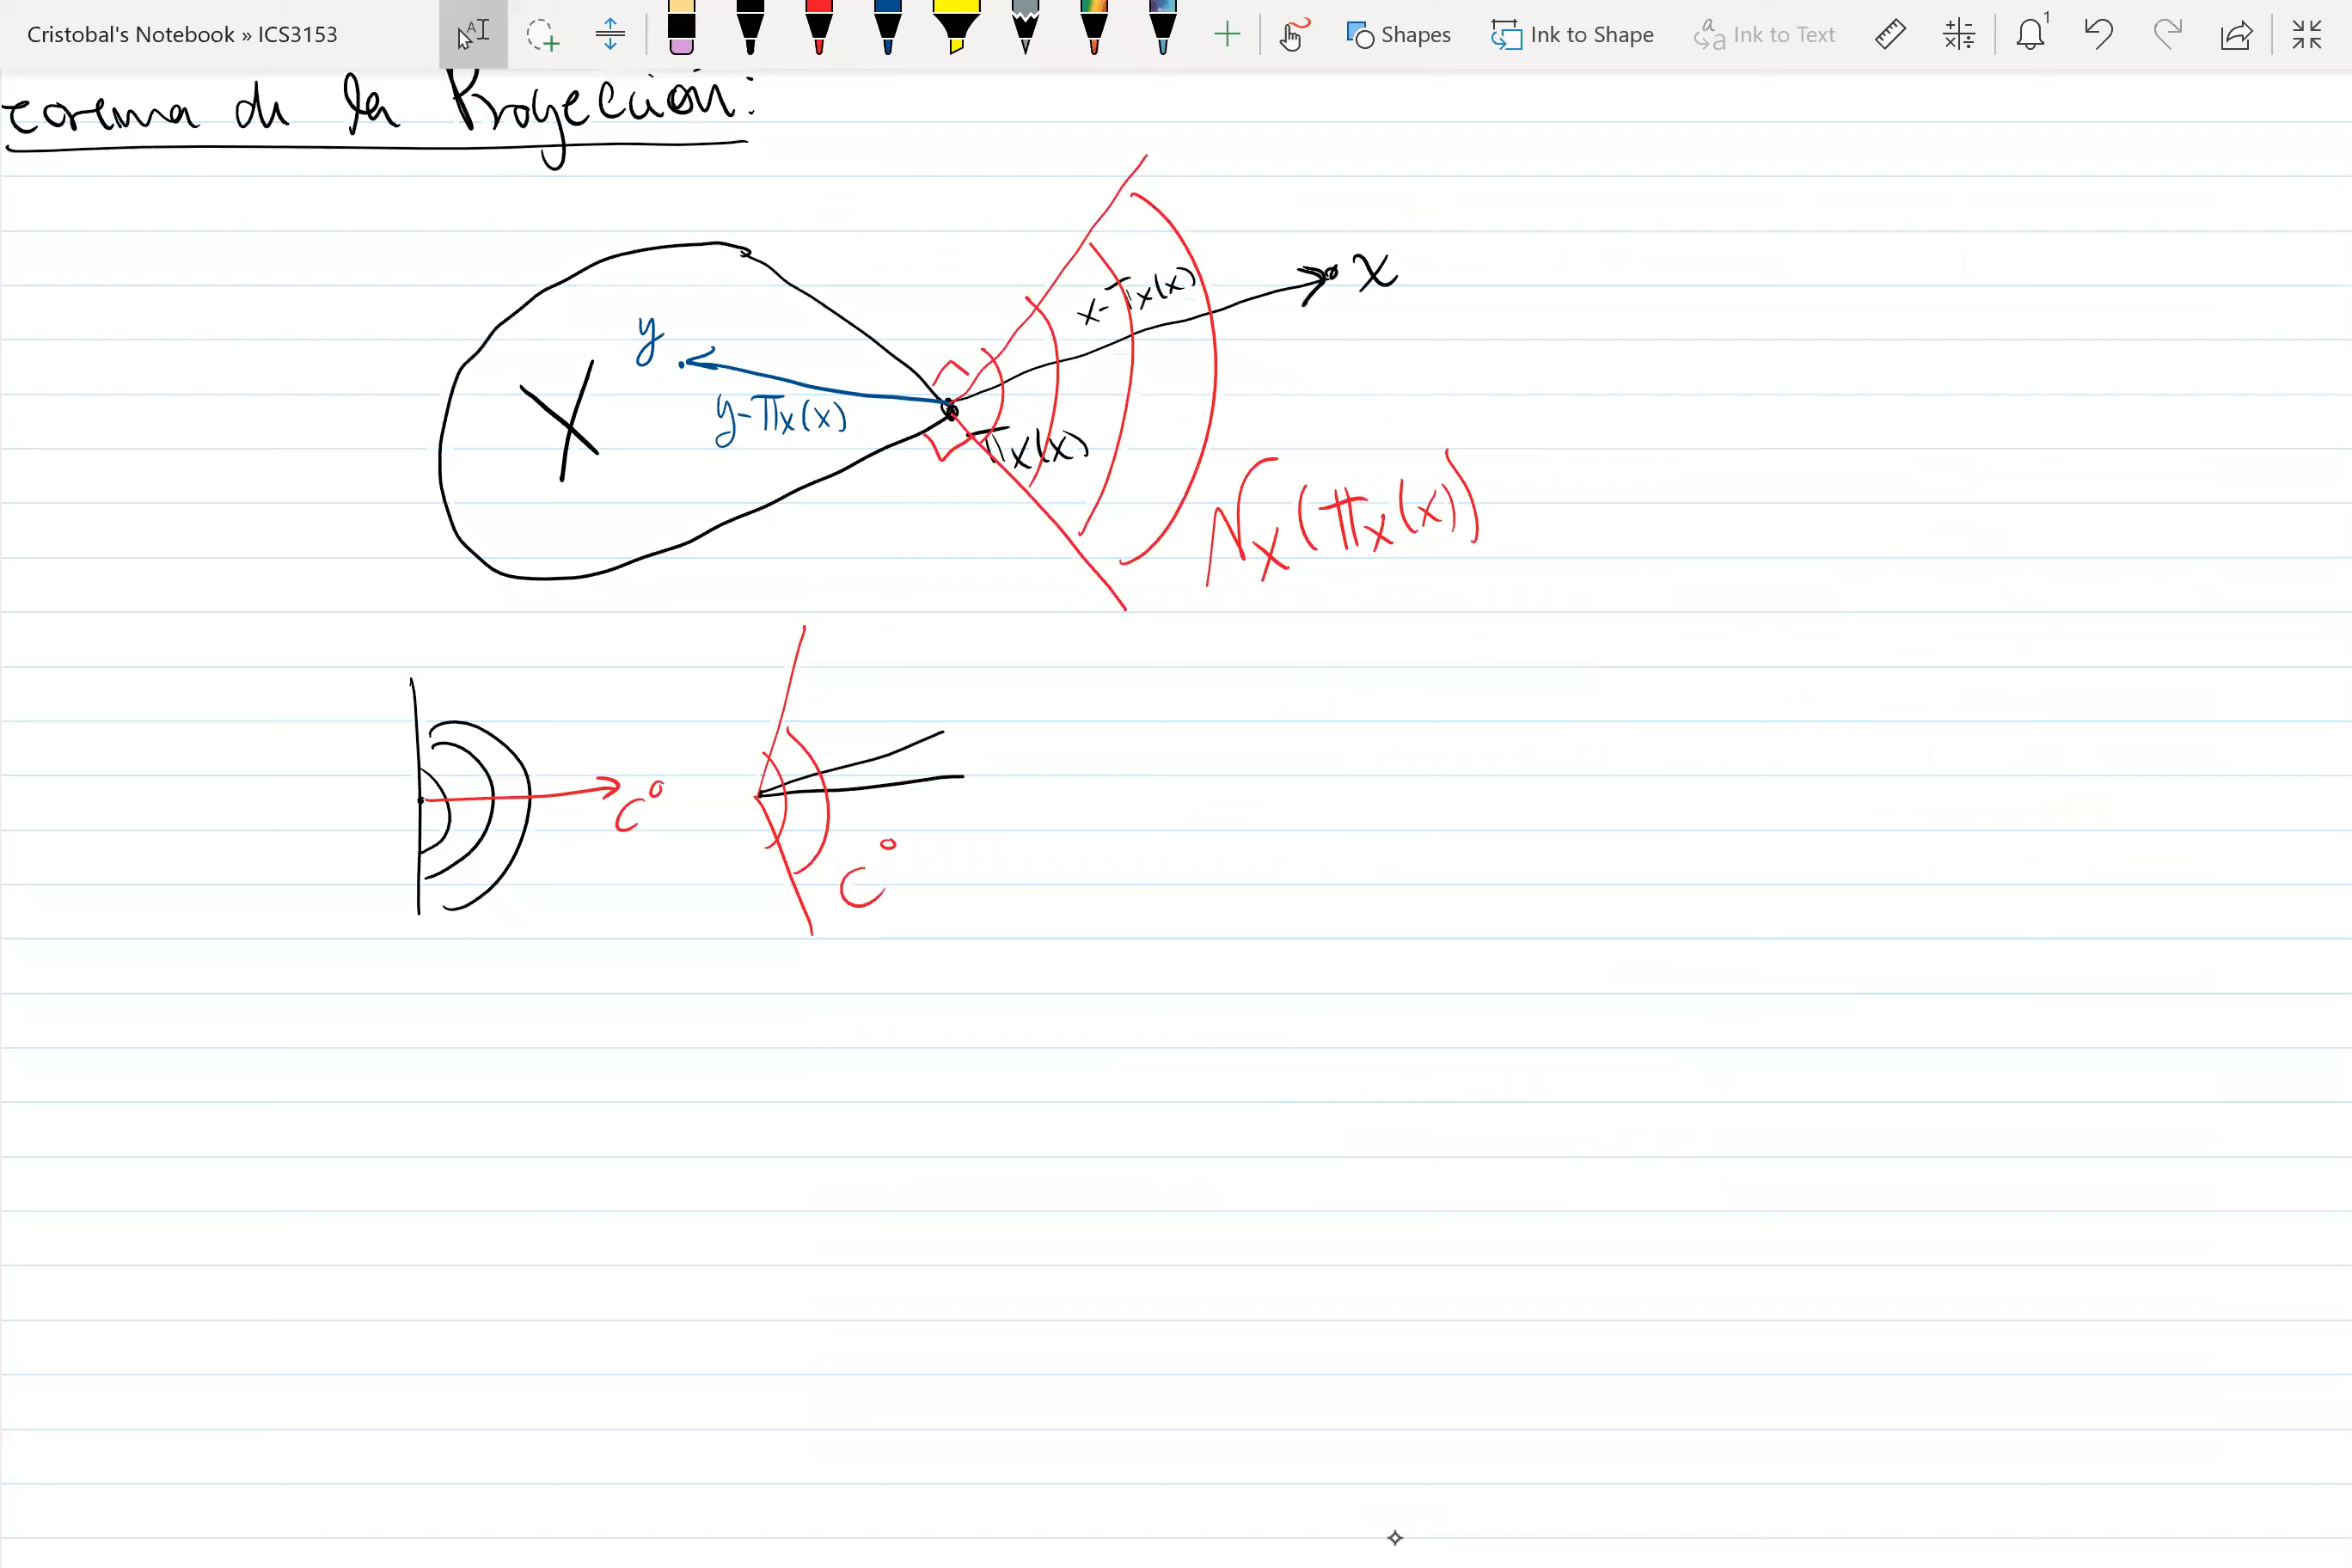 Cristobal's Notebook » ICS3153
Shapes
Ink to Shape
Ink to Text
1
eorema de la Proyección:
x
x-πx(x)
y
y-πx(x)
X
πx(x)
Nx(πx(x))
C°
C°